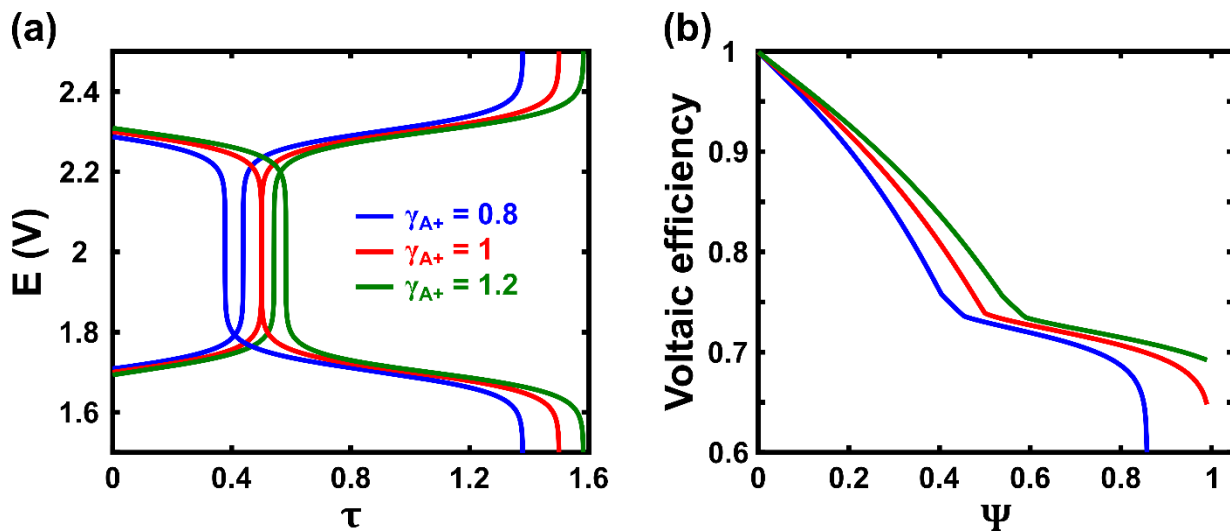 (a)
2.4
2.2
2
1.8
1.6
E (V)
γA+ = 0.8
γA+ = 1
γA+ = 1.2
0 0.4 0.8 1.2 1.6
τ
(b)
1
0.9
0.8
0.7
0.6
Voltaic efficiency
0 0.2 0.4 0.6 0.8 1
Ψ